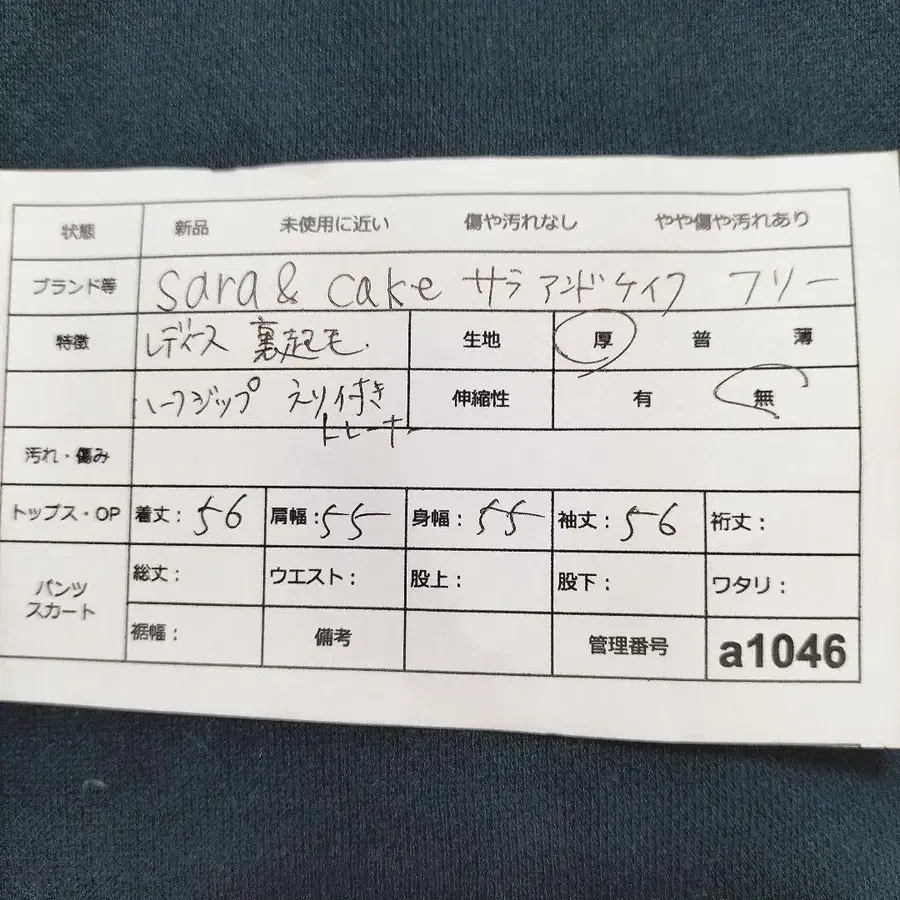 状態 新品 未使用に近い 傷や汚れなし やや傷や汚れあり
ブランド等 sara & cake サラ アンド ケイク フリー
特徴 レディース 裏起毛 生地 厚 普 薄
ハーフジップ えり付き トレーナー 伸縮性 有 無
汚れ・傷み
トップス・OP 着丈: 56 肩幅: 55 身幅: 55 袖丈: 56 裄丈:
パンツ スカート 総丈: ウエスト: 股上: 股下: ワタリ:
裾幅: 備考 管理番号 a1046